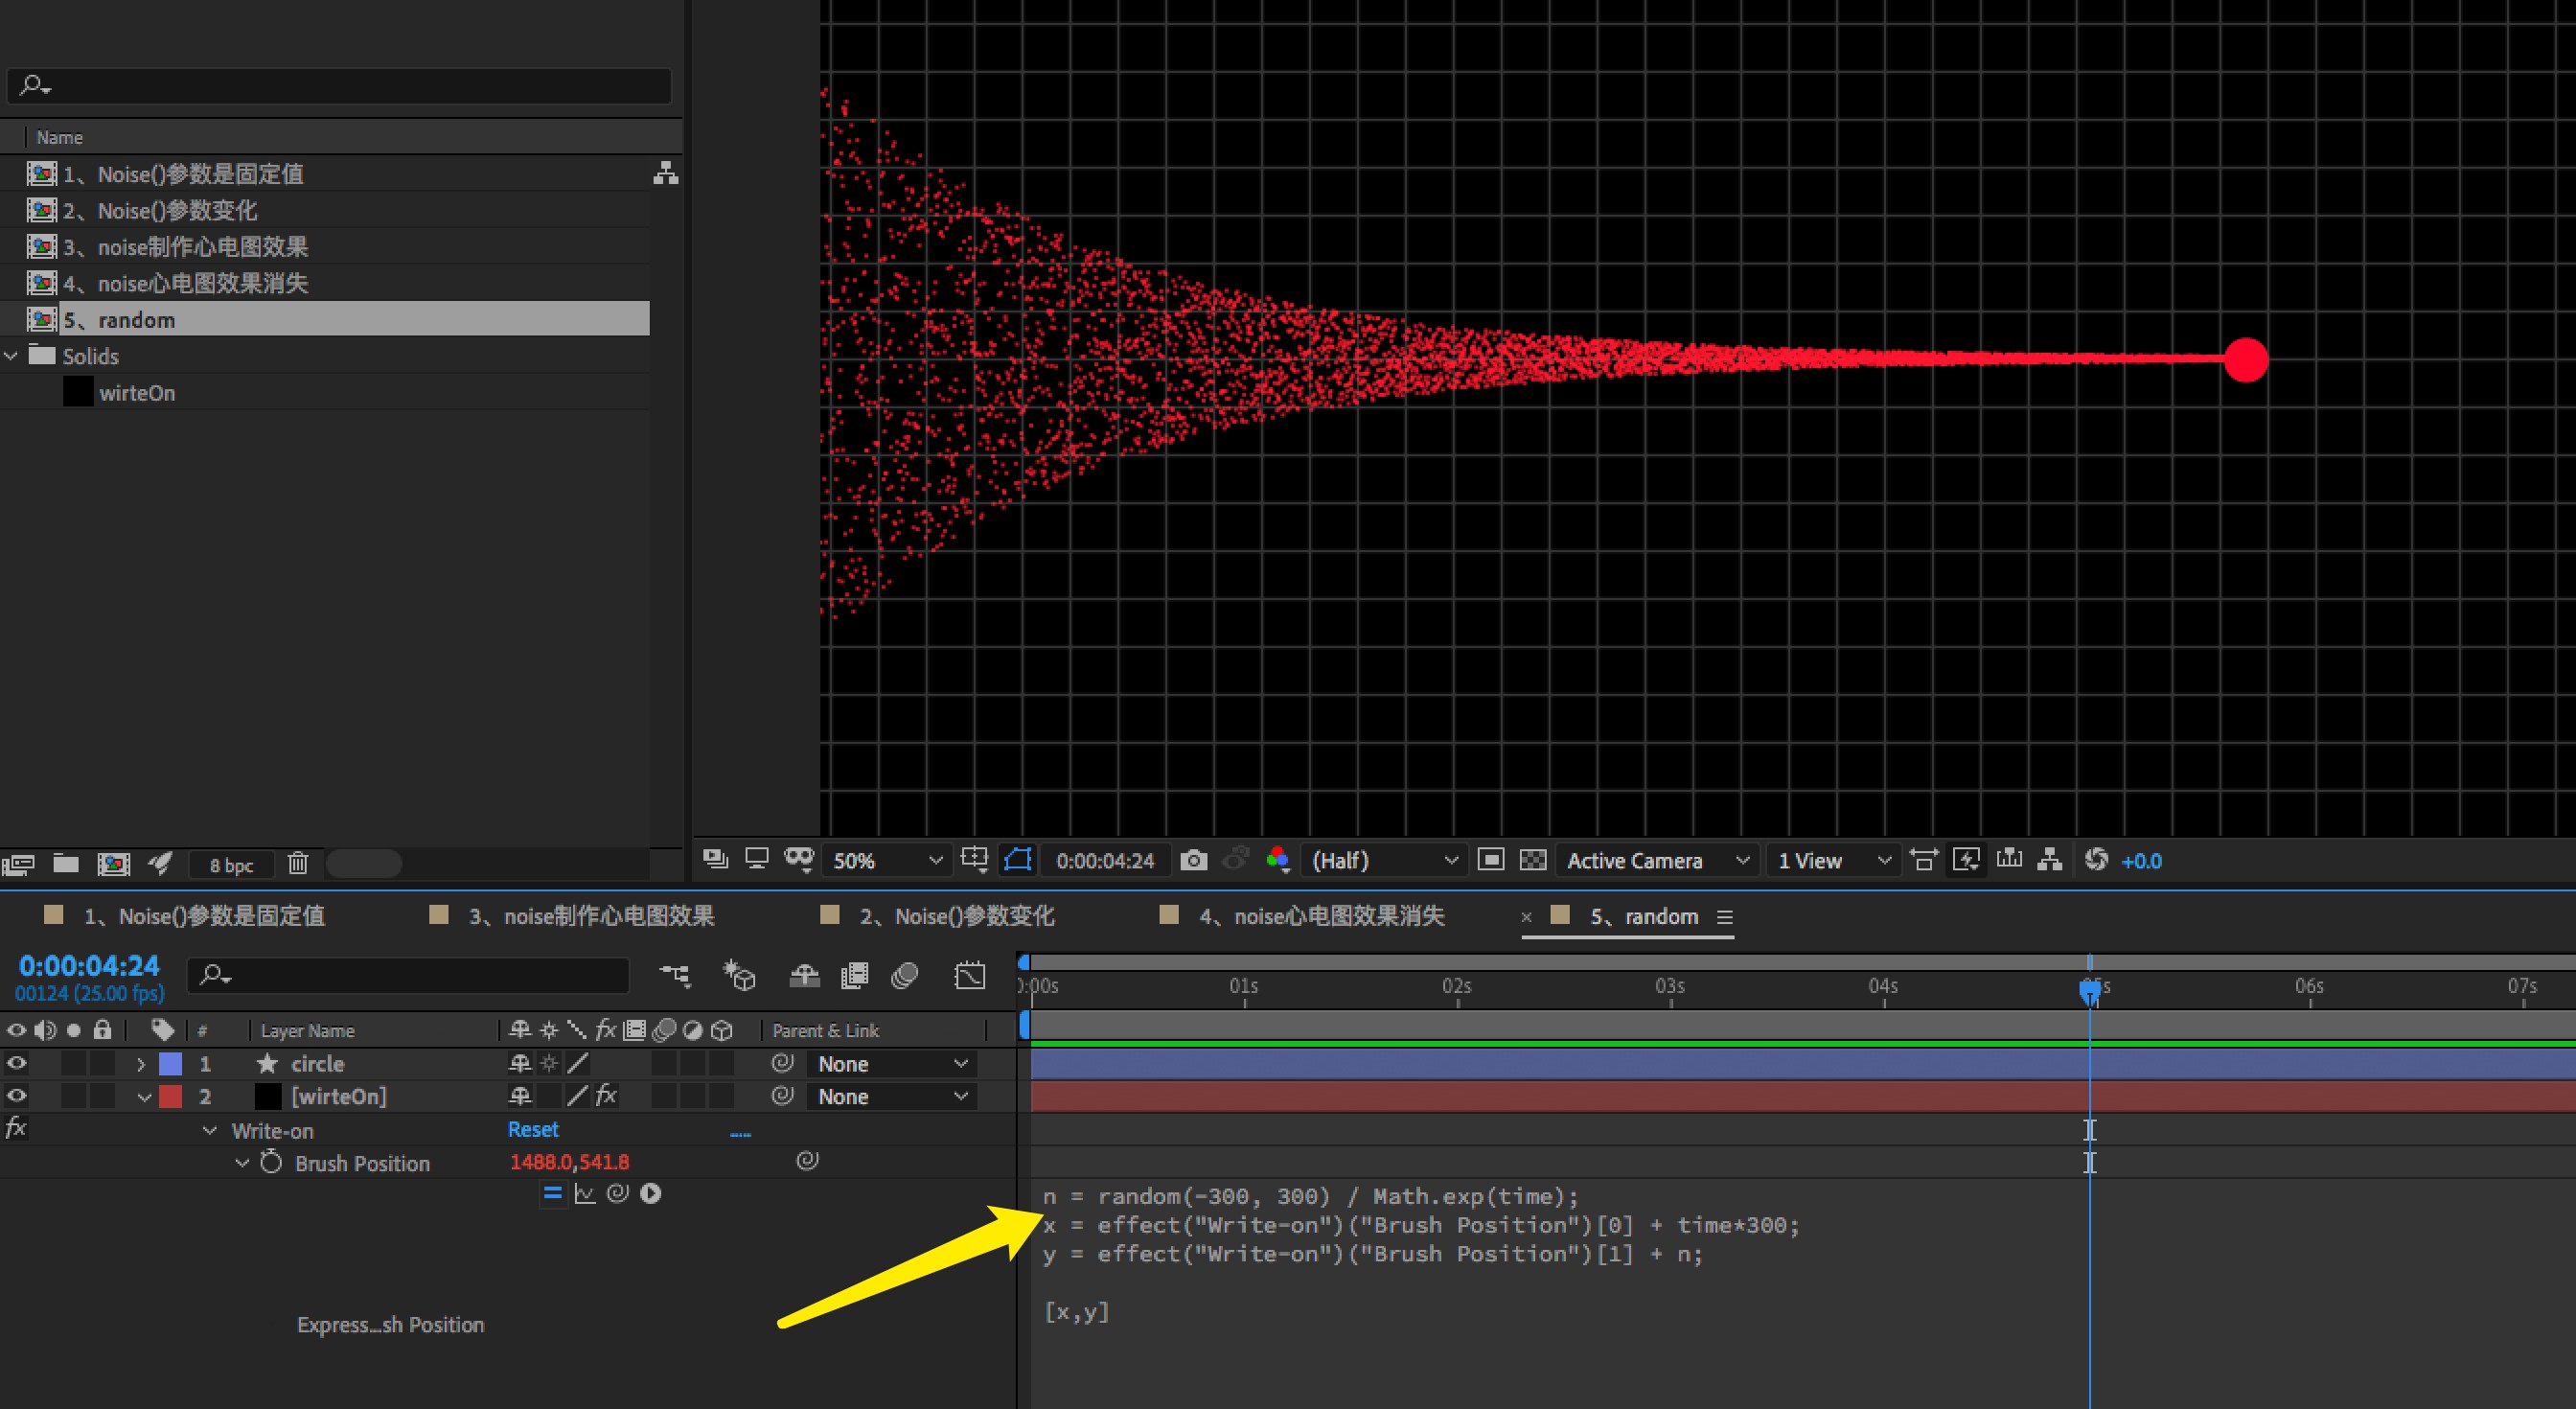 Name
1、Noise()参数是固定值
2、Noise()参数变化
3、noise制作心电图效果
4、noise心电图效果消失
5、random
Solids
wirteOn
8 bpc
50%
0:00:04:24
(Half)
Active Camera
1 View
+0.0
1、Noise()参数是固定值
3、noise制作心电图效果
2、Noise()参数变化
4、noise心电图效果消失
× 5、random
0:00:04:24
00124 (25.00 fps)
):00s 01s 02s 03s 04s 05s 06s 07s
# Layer Name fx Parent & Link
1 circle None
2 [wirteOn] fx None
fx Write-on Reset .....
Brush Position 1488.0,541.8
Express...sh Position
n = random(-300, 300) / Math.exp(time);
x = effect("Write-on")("Brush Position")[0] + time*300;
y = effect("Write-on")("Brush Position")[1] + n;
[x,y]